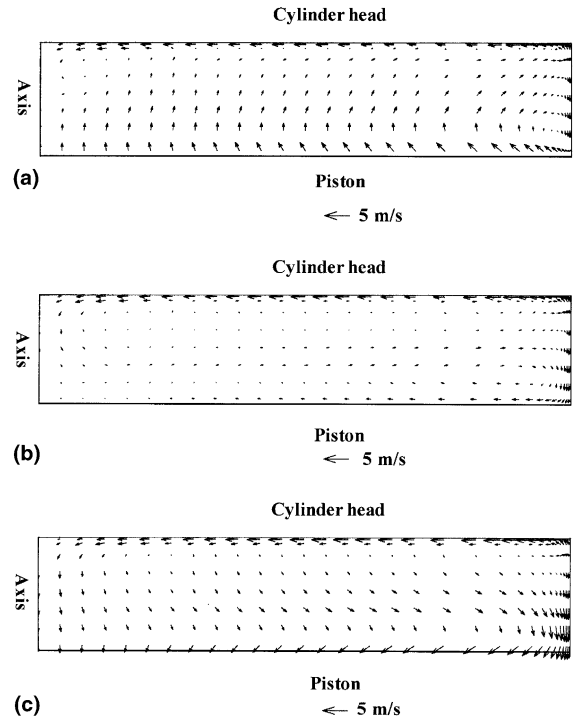 Cylinder head
Axis
(a)
Piston
5 m/s
Cylinder head
Axis
Piston
(b)
5 m/s
Cylinder head
Axis
Piston
(c)
5 m/s